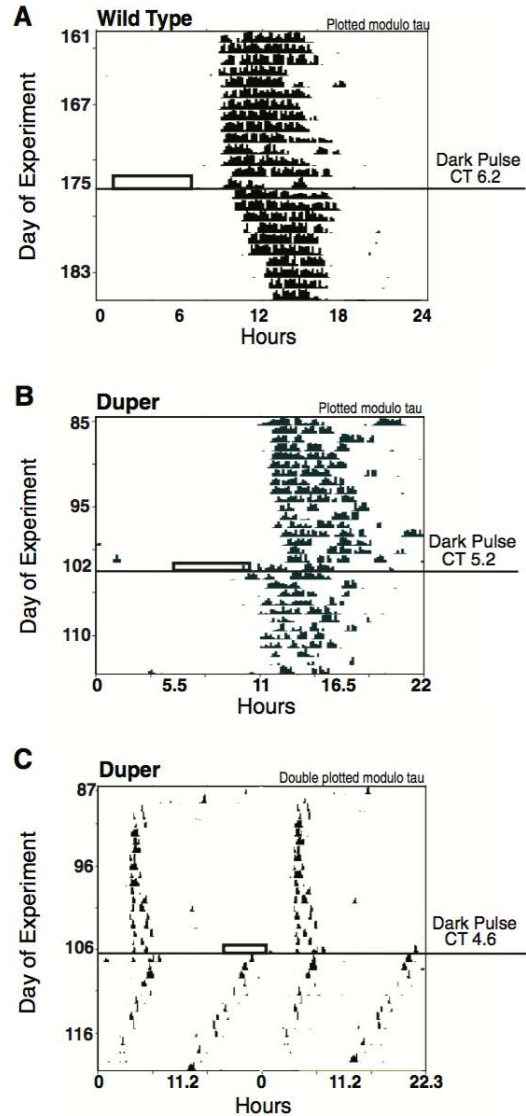 A
Wild Type
Plotted modulo tau
161
167
175
183
Day of Experiment
Dark Pulse
CT 6.2
0 6 12 18 24
Hours
B
Duper
Plotted modulo tau
85
95
102
110
Day of Experiment
Dark Pulse
CT 5.2
0 5.5 11 16.5 22
Hours
C
Duper
Double plotted modulo tau
87
96
106
116
Day of Experiment
Dark Pulse
CT 4.6
0 11.2 0 11.2 22.3
Hours